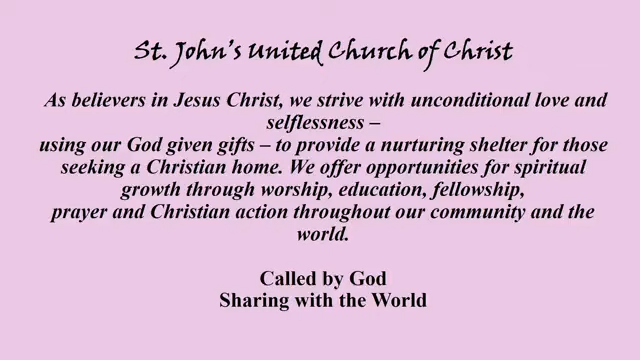 St. John's United Church of Christ
As believers in Jesus Christ, we strive with unconditional love and
selflessness –
using our God given gifts – to provide a nurturing shelter for those
seeking a Christian home. We offer opportunities for spiritual
growth through worship, education, fellowship,
prayer and Christian action throughout our community and the
world.
Called by God
Sharing with the World